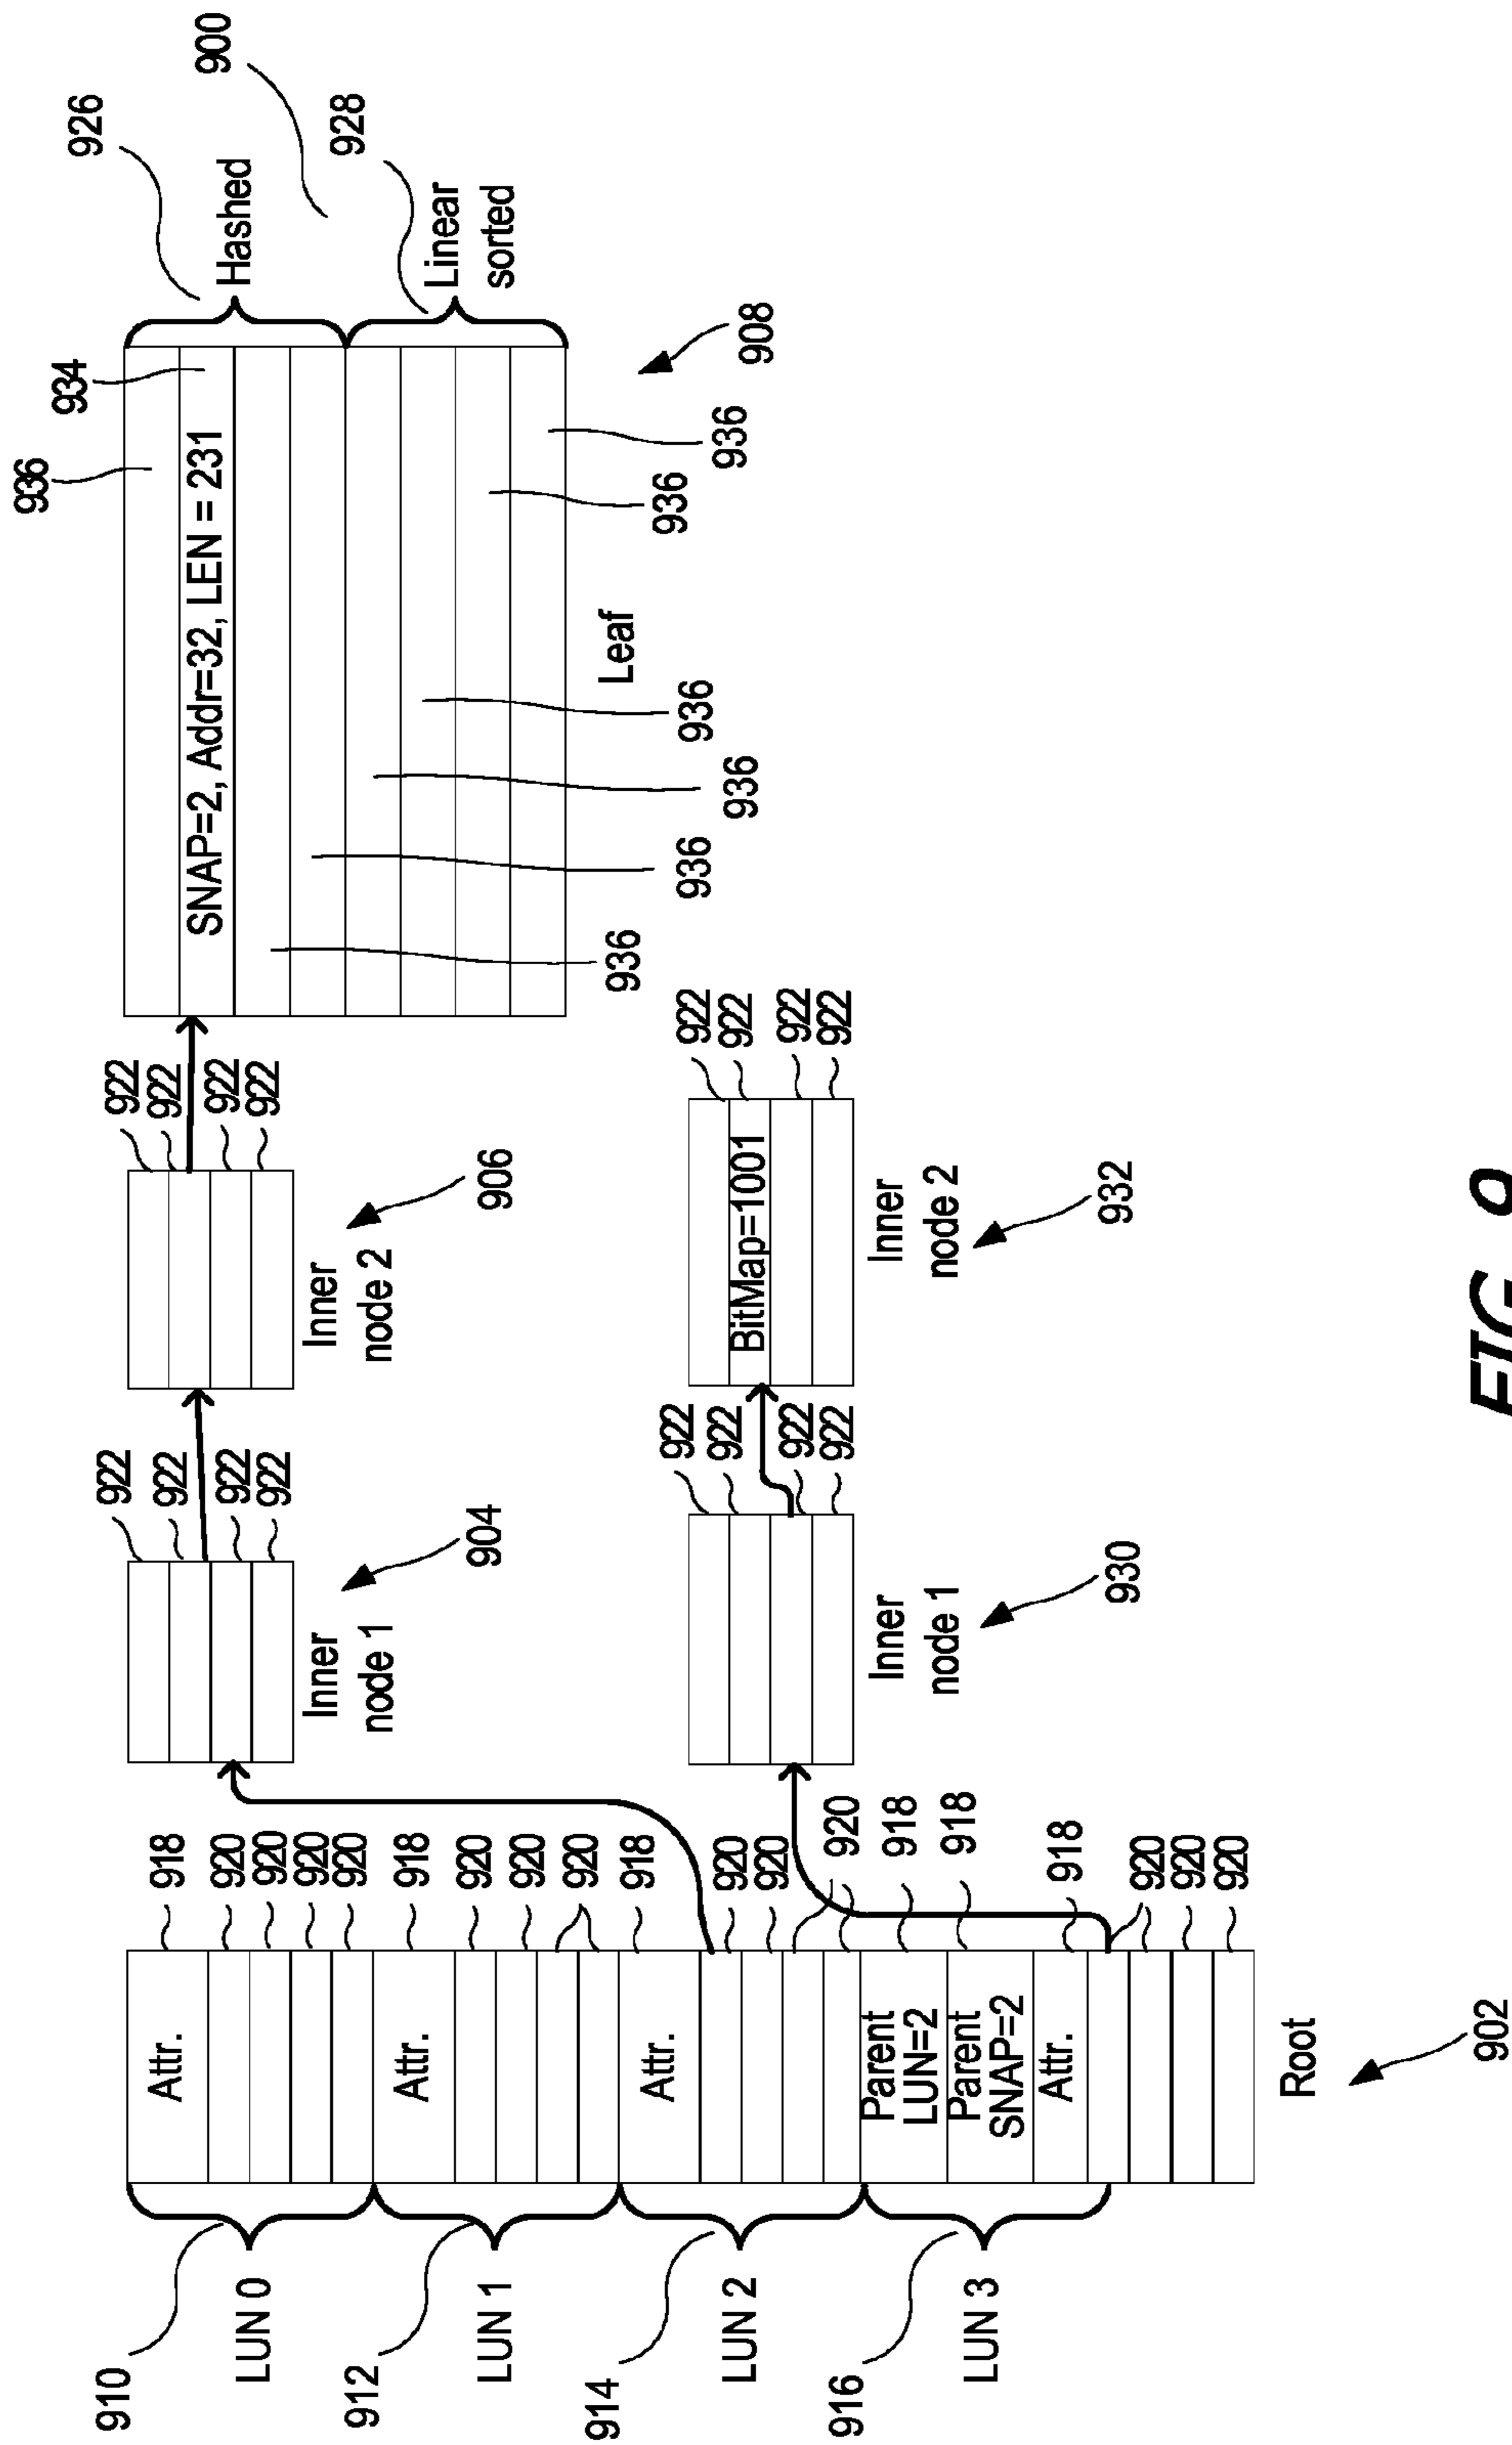 910
LUN 0
912
LUN 1
914
LUN 2
916
LUN 3
Attr.
Attr.
Attr.
Parent
LUN=2
Parent
SNAP=2
Attr.
Root
902
918
920
920
920
920
918
920
920
920
918
920
920
920
918
918
918
920
920
920
922
922
922
922
Inner
node 1
904
922
922
922
922
Inner
node 2
906
922
922
922
922
Inner
node 1
930
BitMap=1001
922
922
922
922
Inner
node 2
932
936
934
SNAP=2, Addr=32, LEN = 231
936
936
936
936
936
936
Leaf
908
926
Hashed
900
928
Linear
sorted
FIG. 9